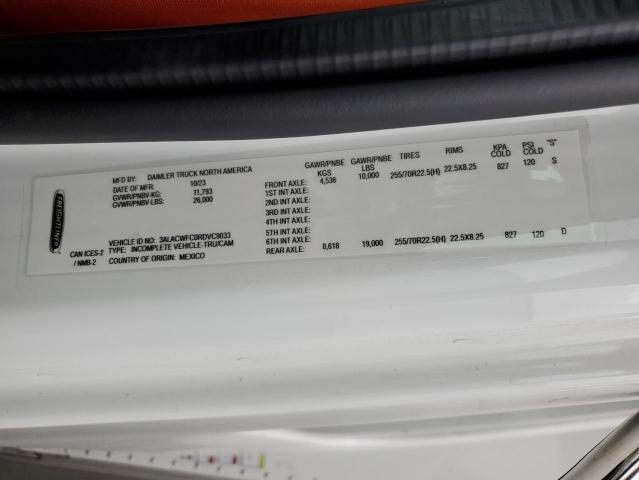 FREIGHTLINER
MFD BY: DAIMLER TRUCK NORTH AMERICA
DATE OF MFR: 10/23
GVWR/PNBV-KG: 11,793
GVWR/PNBV-LBS: 26,000
VEHICLE ID NO: 3ALACWFC0RDVC9033
CAN ICES-2 TYPE: INCOMPLETE VEHICLE-TRU/CAM
/ NMB-2 COUNTRY OF ORIGIN: MEXICO
GAWR/PNBE KGS GAWR/PNBE LBS TIRES RIMS KPA COLD PSI COLD "S"
FRONT AXLE: 4,536 10,000 255/70R22.5(H) 22.5X8.25 827 120 S
1ST INT AXLE:
2ND INT AXLE:
3RD INT AXLE:
4TH INT AXLE:
5TH INT AXLE:
6TH INT AXLE:
REAR AXLE: 8,618 19,000 255/70R22.5(H) 22.5X8.25 827 120 D